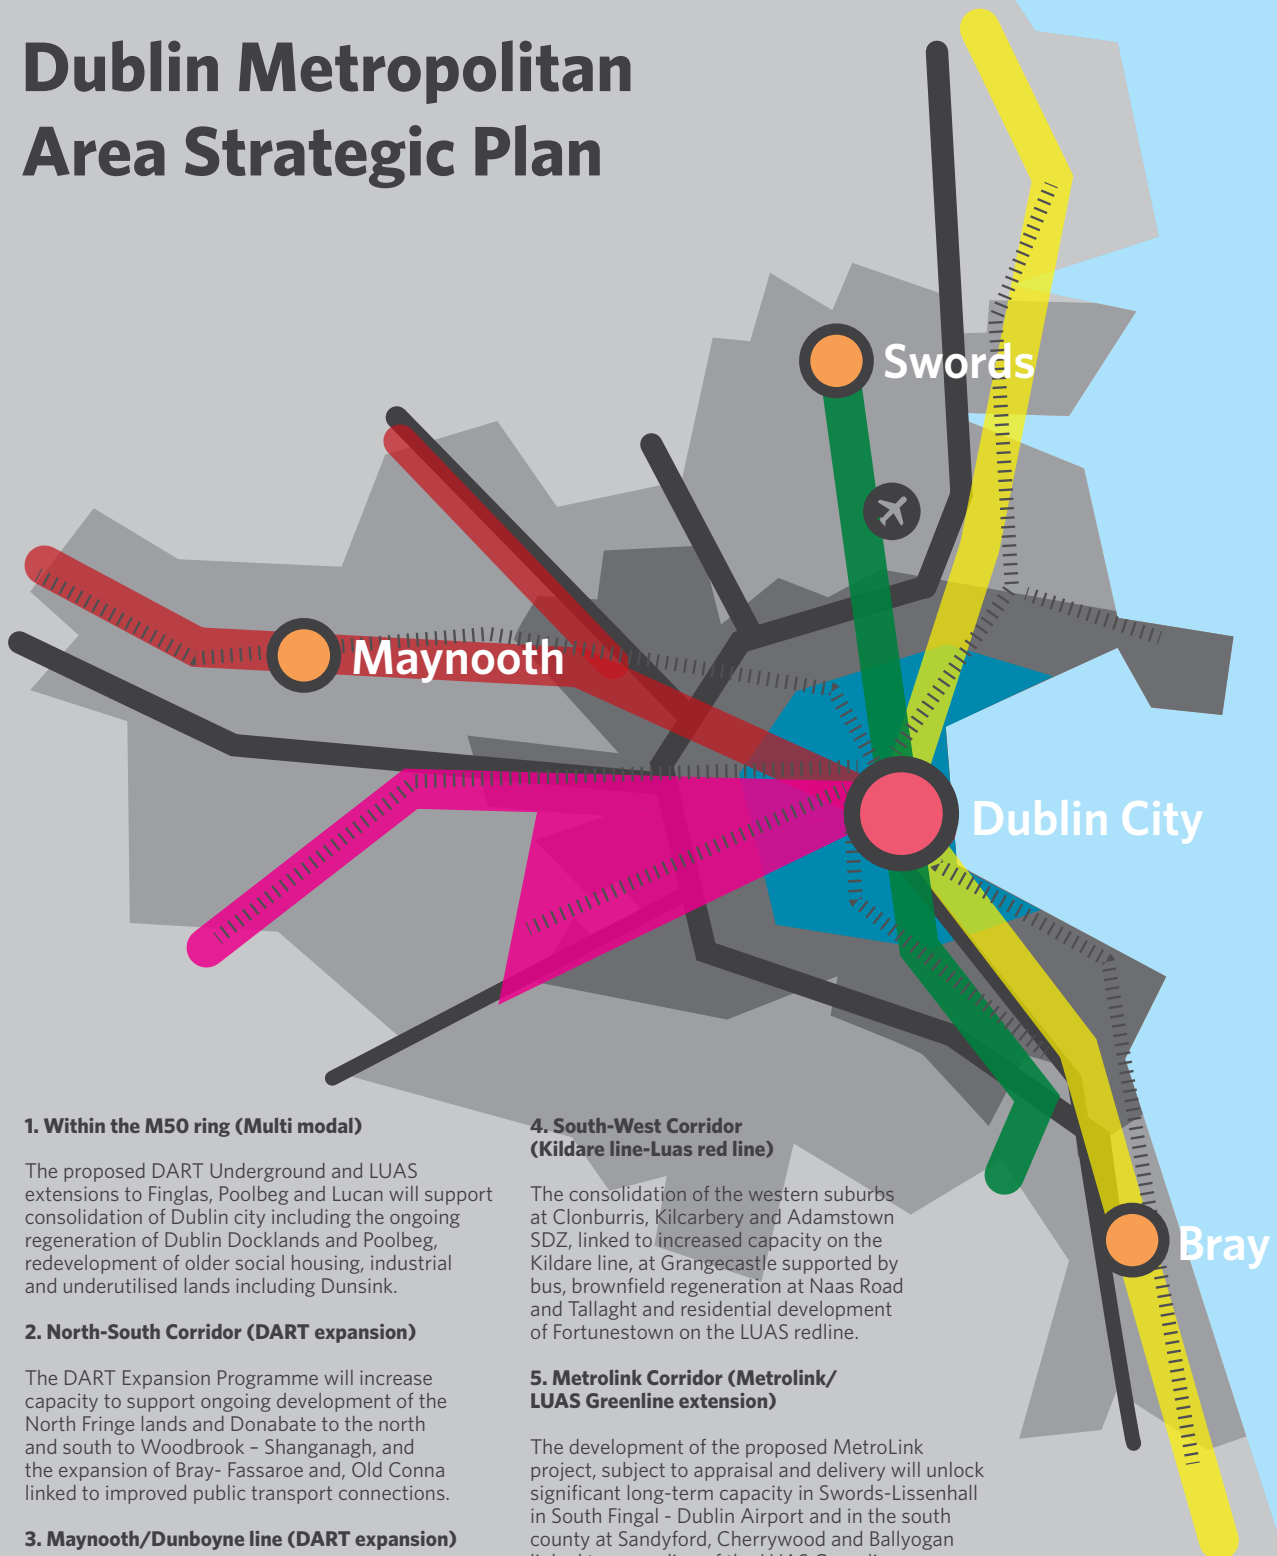 Dublin Metropolitan
Area Strategic Plan
Swords
Maynooth
Dublin City
Bray
1. Within the M50 ring (Multi modal)
The proposed DART Underground and LUAS
extensions to Finglas, Poolbeg and Lucan will support
consolidation of Dublin city including the ongoing
regeneration of Dublin Docklands and Poolbeg,
redevelopment of older social housing, industrial
and underutilised lands including Dunsink.
2. North-South Corridor (DART expansion)
The DART Expansion Programme will increase
capacity to support ongoing development of the
North Fringe lands and Donabate to the north
and south to Woodbrook – Shanganagh, and
the expansion of Bray- Fassaroe and, Old Conna
linked to improved public transport connections.
3. Maynooth/Dunboyne line (DART expansion)
4. South-West Corridor
(Kildare line-Luas red line)
The consolidation of the western suburbs
at Clonburris, Kilcarbery and Adamstown
SDZ, linked to increased capacity on the
Kildare line, at Grangecastle supported by
bus, brownfield regeneration at Naas Road
and Tallaght and residential development
of Fortunestown on the LUAS redline.
5. Metrolink Corridor (Metrolink/
LUAS Greenline extension)
The development of the proposed MetroLink
project, subject to appraisal and delivery will unlock
significant long-term capacity in Swords-Lissenhall
in South Fingal - Dublin Airport and in the south
county at Sandyford, Cherrywood and Ballyogan